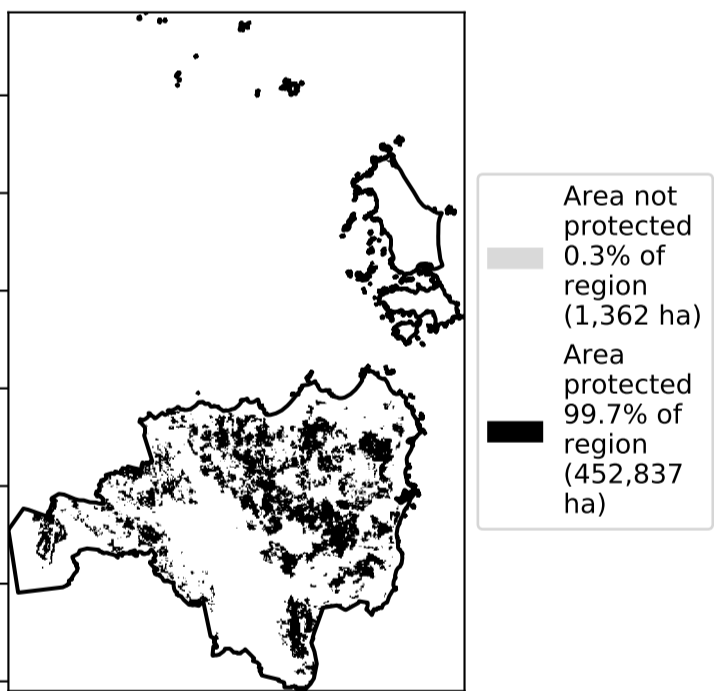 Area not
protected
0.3% of
region
(1,362 ha)
Area
protected
99.7% of
region
(452,837
ha)